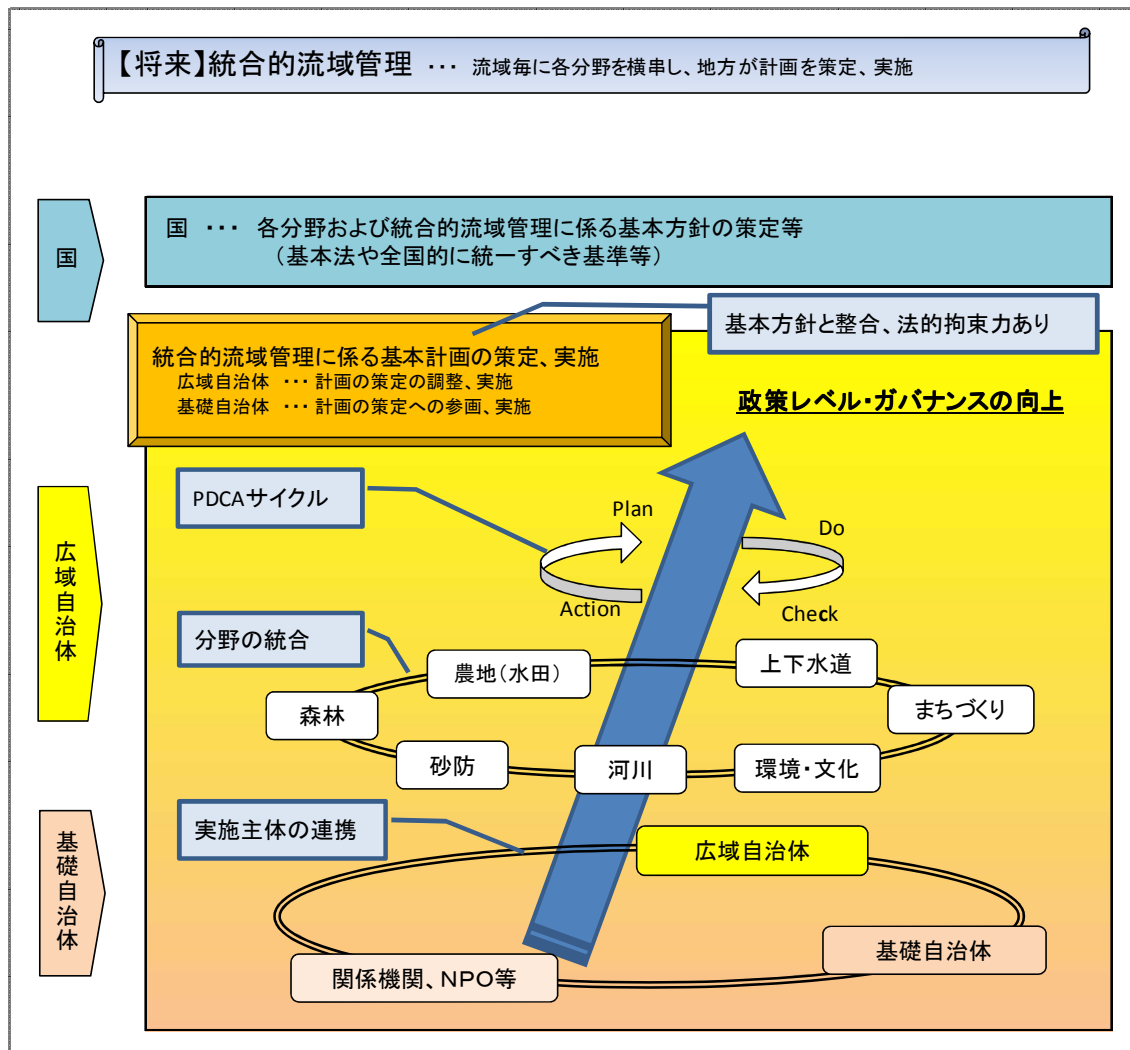 【将来】統合的流域管理 ・・・ 流域毎に各分野を横串し、地方が計画を策定、実施
国
国 ・・・ 各分野および統合的流域管理に係る基本方針の策定等
（基本法や全国的に統一すべき基準等）
基本方針と整合、法的拘束力あり
統合的流域管理に係る基本計画の策定、実施
広域自治体 ・・・ 計画の策定の調整、実施
基礎自治体 ・・・ 計画の策定への参画、実施
政策レベル・ガバナンスの向上
広域自治体
PDCAサイクル
Plan
Do
Action
Check
分野の統合
農地（水田）
上下水道
森林
まちづくり
砂防
河川
環境・文化
基礎自治体
実施主体の連携
広域自治体
基礎自治体
関係機関、NPO等